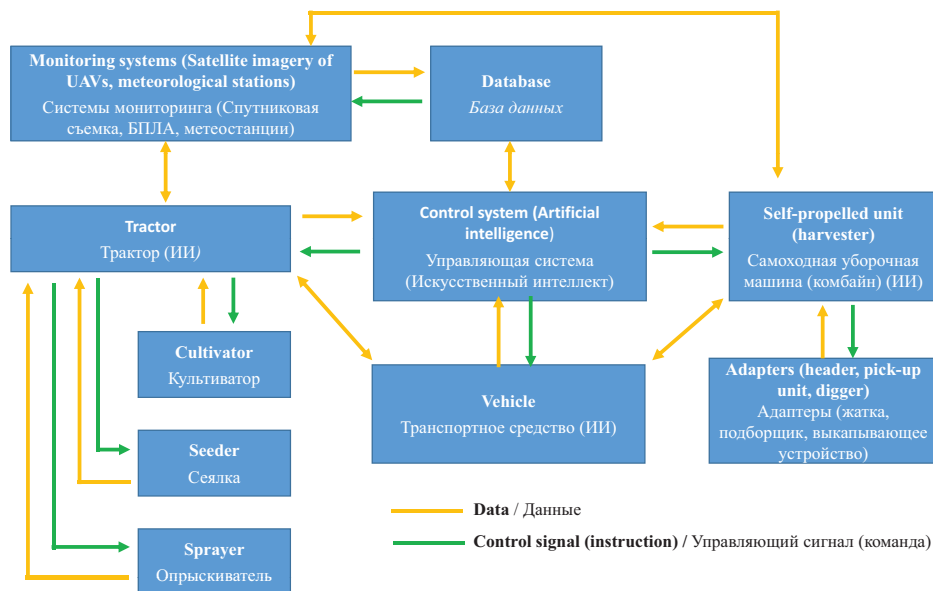 Monitoring systems (Satellite imagery of
UAVs, meteorological stations)
Системы мониторинга (Спутниковая
съемка, БПЛА, метеостанции)
Database
База данных
Tractor
Трактор (ИИ)
Control system (Artificial
intelligence)
Управляющая система
(Искусственный интеллект)
Self-propelled unit
(harvester)
Самоходная уборочная
машина (комбайн) (ИИ)
Cultivator
Культиватор
Vehicle
Транспортное средство (ИИ)
Adapters (header, pick-up
unit, digger)
Адаптеры (жатка,
подборщик, выкапывающее
устройство)
Seeder
Сеялка
Sprayer
Опрыскиватель
Data / Данные
Control signal (instruction) / Управляющий сигнал (команда)